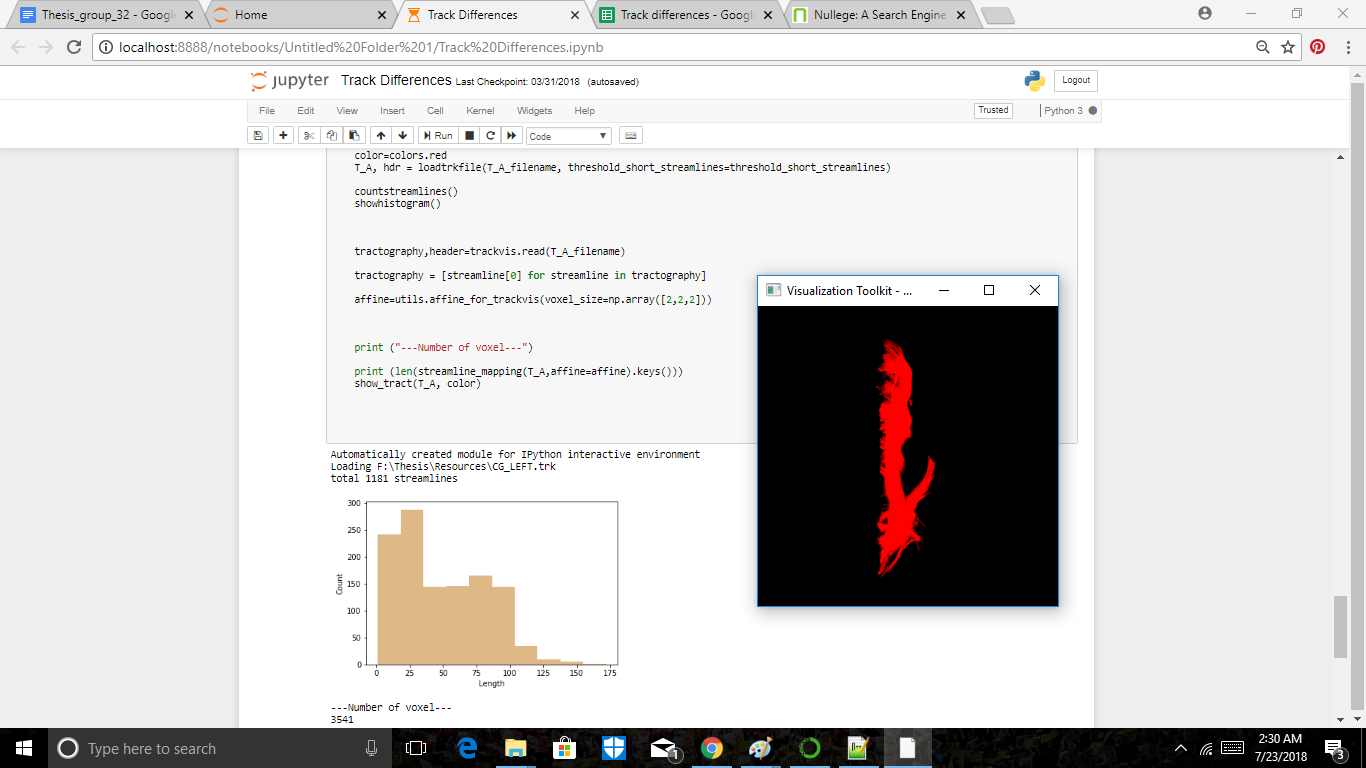 Thesis_group_32 - Googl
Home
Track Differences
Track differences - Googl
Nullege: A Search Engine
localhost:8888/notebooks/Untitled%20Folder%201/Track%20Differences.ipynb
jupyter Track Differences Last Checkpoint: 03/31/2018 (autosaved)
Logout
File Edit View Insert Cell Kernel Widgets Help
Trusted
Python 3
Run
Code
color=colors.red
T_A, hdr = loadtrkfile(T_A_filename, threshold_short_streamlines=threshold_short_streamlines)
countstreamlines()
showhistogram()
tractography,header=trackvis.read(T_A_filename)
tractography = [streamline[0] for streamline in tractography]
affine=utils.affine_for_trackvis(voxel_size=np.array([2,2,2]))
print ("---Number of voxel---")
print (len(streamline_mapping(T_A,affine=affine).keys()))
show_tract(T_A, color)
Visualization Toolkit - ...
Automatically created module for IPython interactive environment
Loading F:\Thesis\Resources\CG_LEFT.trk
total 1181 streamlines
300
250
200
150
100
50
0
Count
0 25 50 75 100 125 150 175
Length
---Number of voxel---
3541
Type here to search
1
2:30 AM
7/23/2018
3